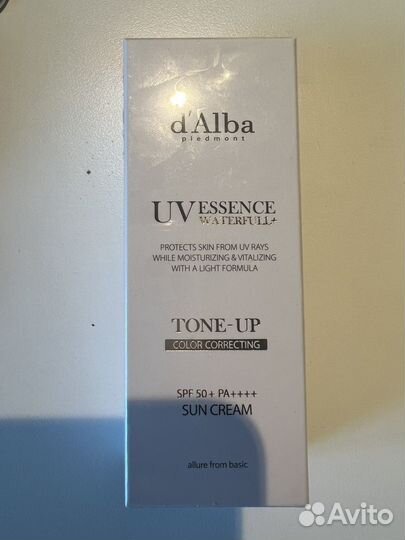 d'Alba
piedmont
UV ESSENCE
WATERFULL+
PROTECTS SKIN FROM UV RAYS
WHILE MOISTURIZING & VITALIZING
WITH A LIGHT FORMULA
TONE-UP
COLOR CORRECTING
SPF 50+ PA++++
SUN CREAM
allure from basic
Avito